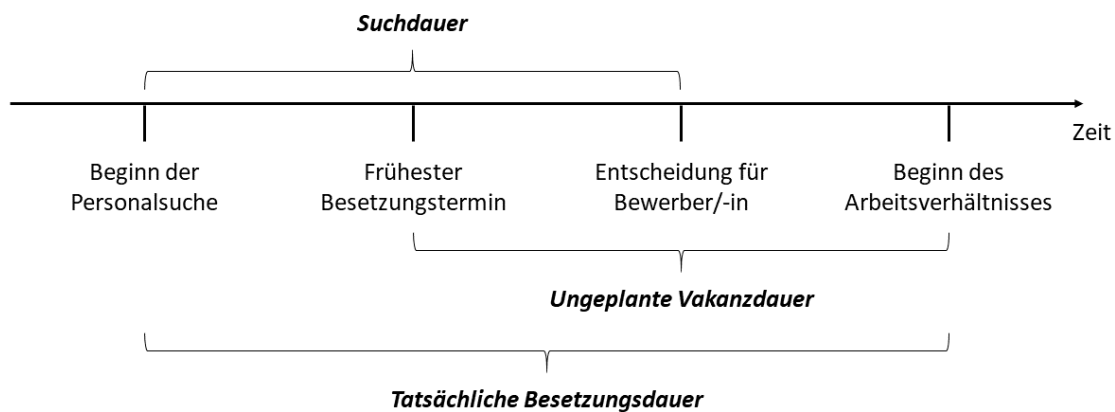 Suchdauer
Zeit
Beginn der
Personalsuche
Frühester
Besetzungstermin
Entscheidung für
Bewerber/-in
Beginn des
Arbeitsverhältnisses
Ungeplante Vakanzdauer
Tatsächliche Besetzungsdauer